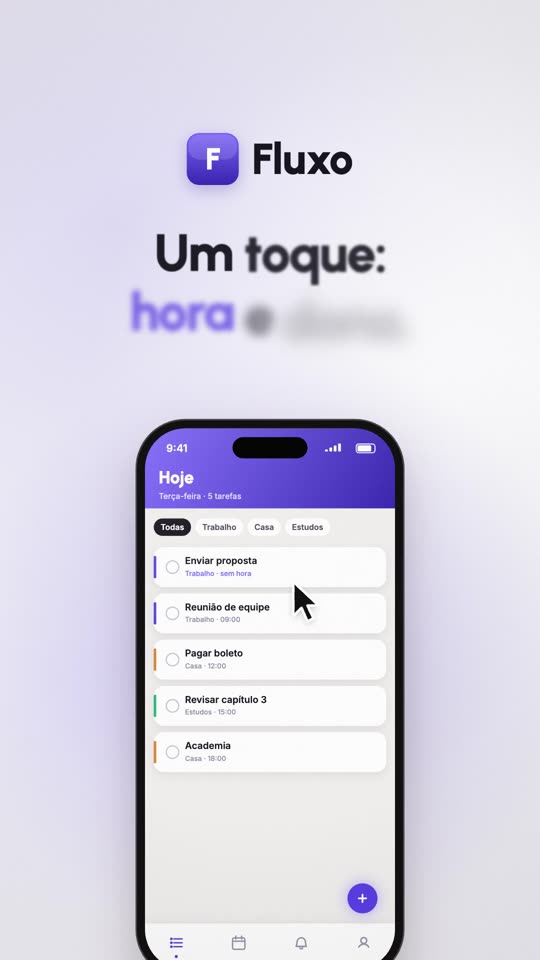 F Fluxo
Um toque:
hora e
9:41
Hoje
Terça-feira · 5 tarefas
Todas Trabalho Casa Estudos
Enviar proposta
Trabalho · sem hora
Reunião de equipe
Trabalho · 09:00
Pagar boleto
Casa · 12:00
Revisar capítulo 3
Estudos · 15:00
Academia
Casa · 18:00